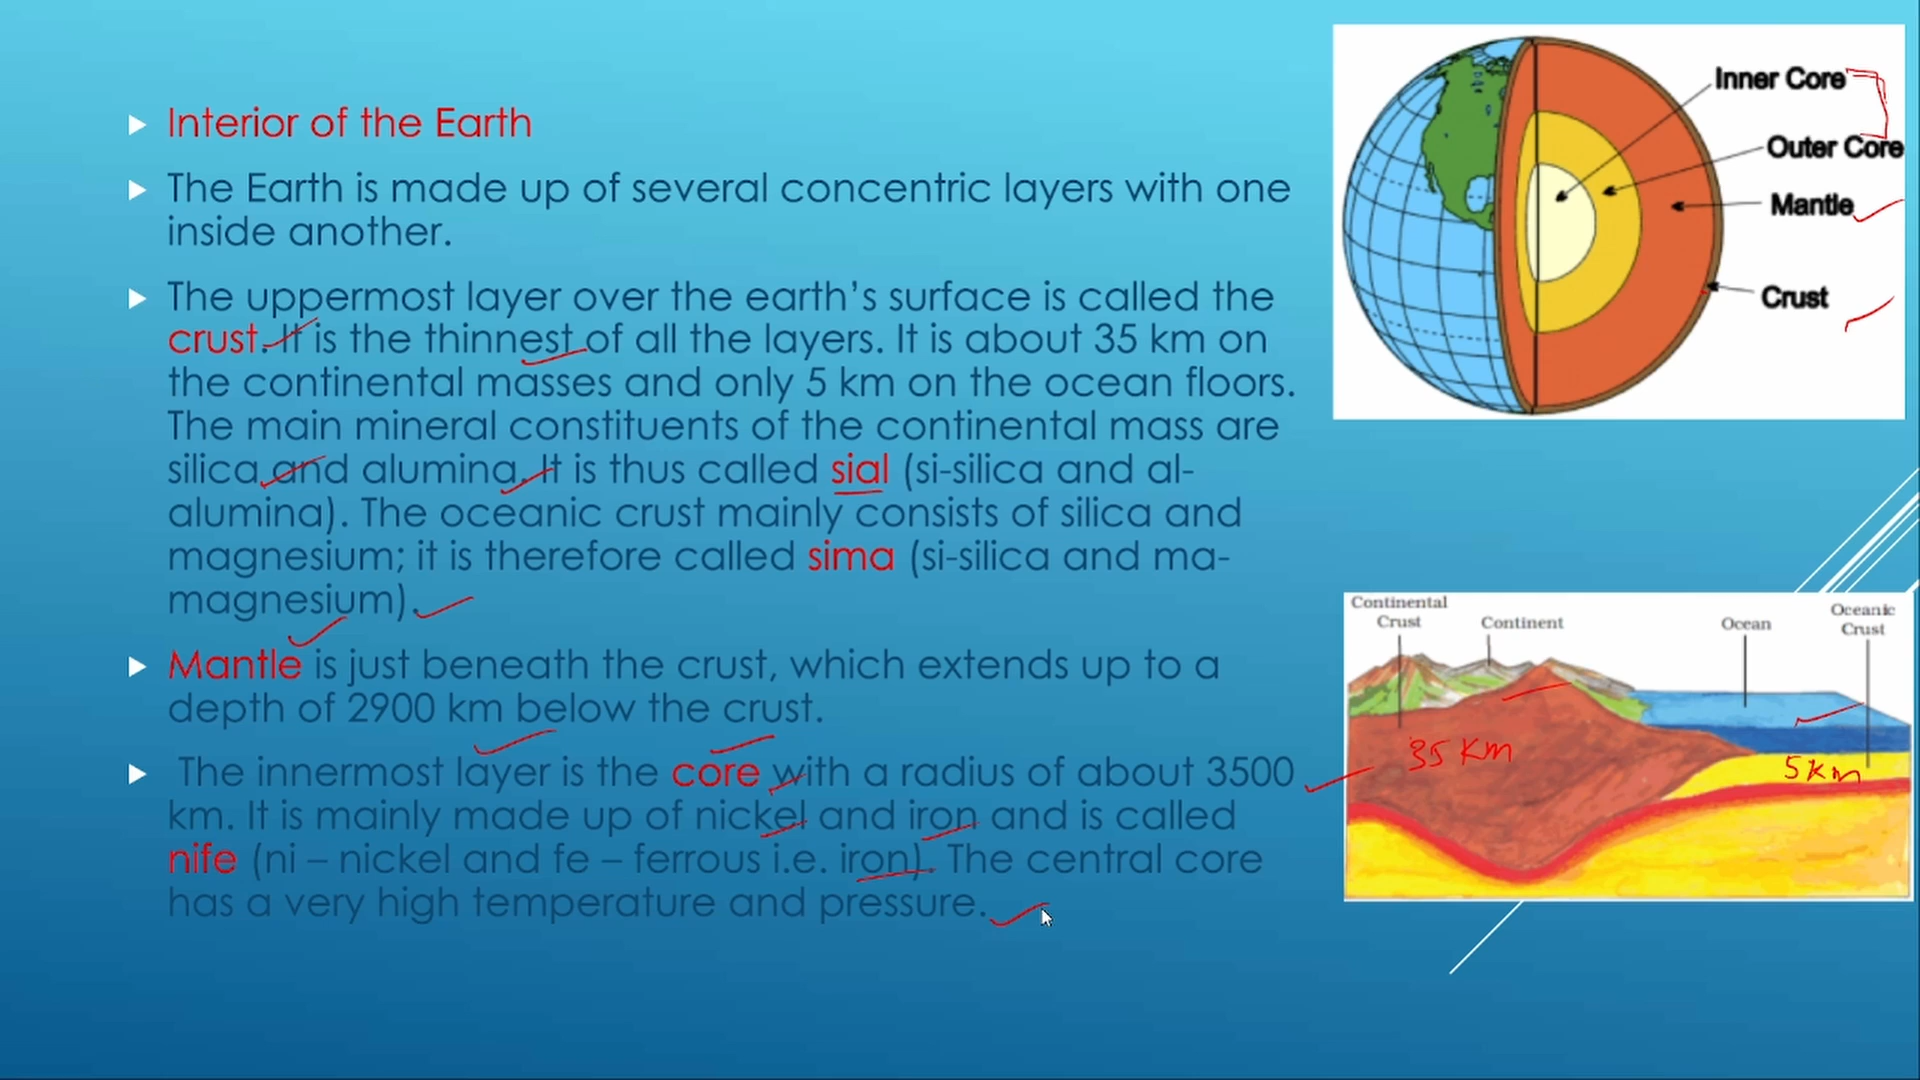 Interior of the Earth
The Earth is made up of several concentric layers with one
inside another.
The uppermost layer over the earth’s surface is called the
crust. It is the thinnest of all the layers. It is about 35 km on
the continental masses and only 5 km on the ocean floors.
The main mineral constituents of the continental mass are
silica and alumina. It is thus called sial (si-silica and al-
alumina). The oceanic crust mainly consists of silica and
magnesium; it is therefore called sima (si-silica and ma-
magnesium).
Mantle is just beneath the crust, which extends up to a
depth of 2900 km below the crust.
The innermost layer is the core with a radius of about 3500
km. It is mainly made up of nickel and iron and is called
nife (ni – nickel and fe – ferrous i.e. iron). The central core
has a very high temperature and pressure.
Inner Core
Outer Core
Mantle
Crust
Continental
Crust
Continent
Ocean
Oceanic
Crust
35 Km
5 Km